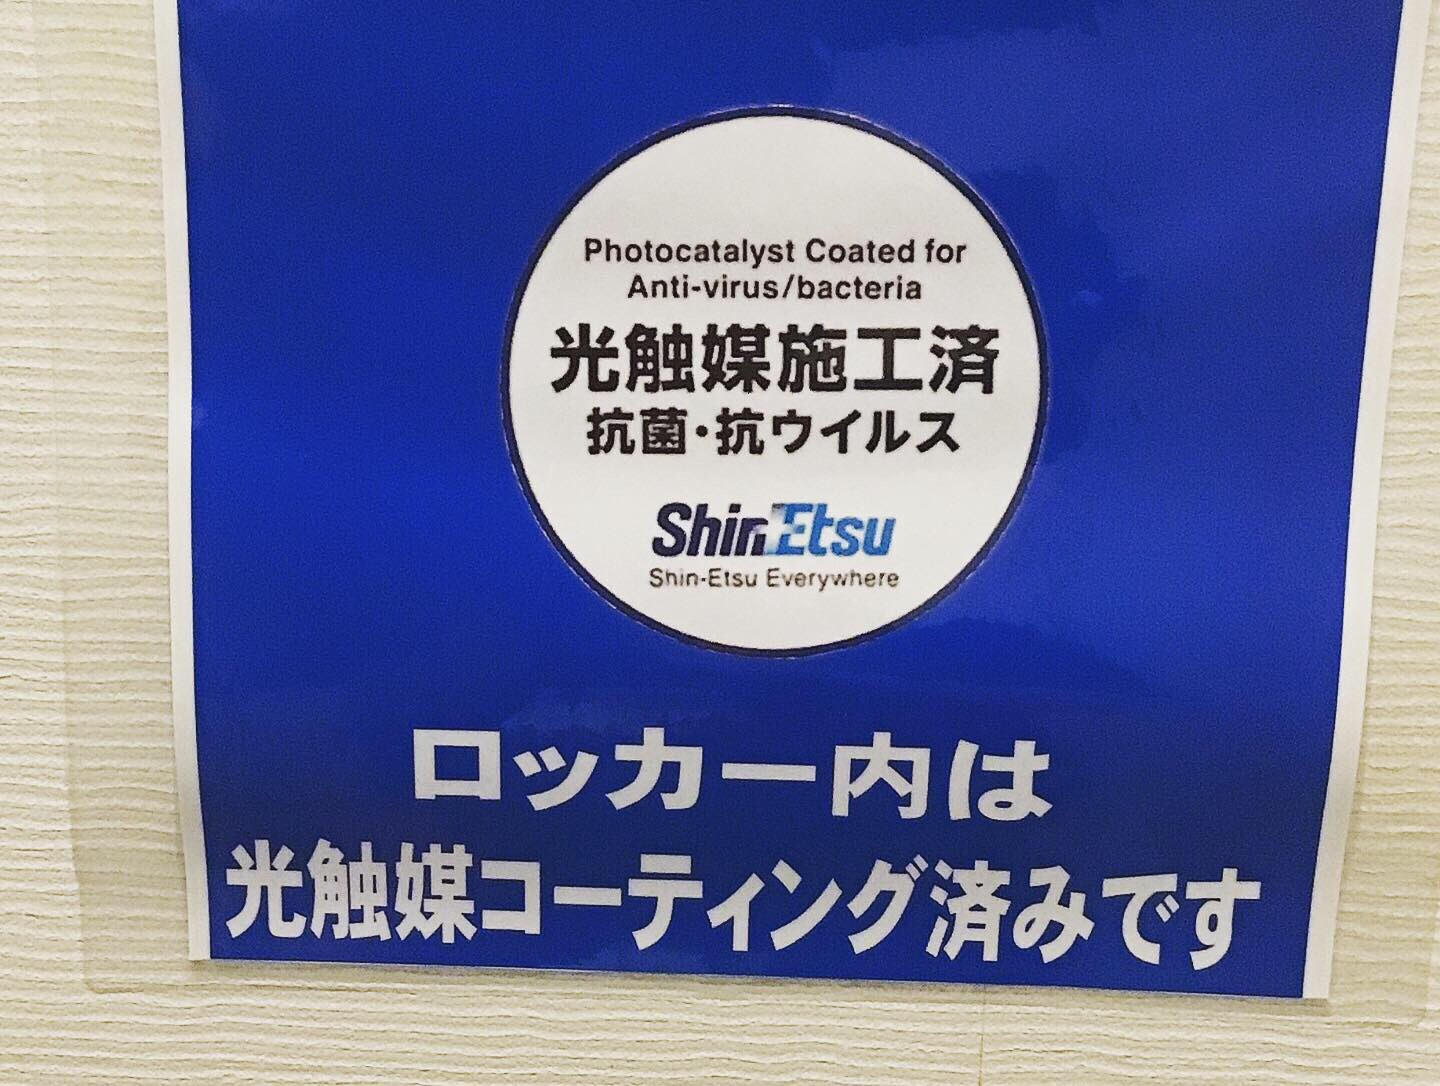 Photocatalyst Coated for
Anti-virus/bacteria
光触媒施工済
抗菌・抗ウイルス
ShinEtsu
Shin-Etsu Everywhere
ロッカー内は
光触媒コーティング済みです